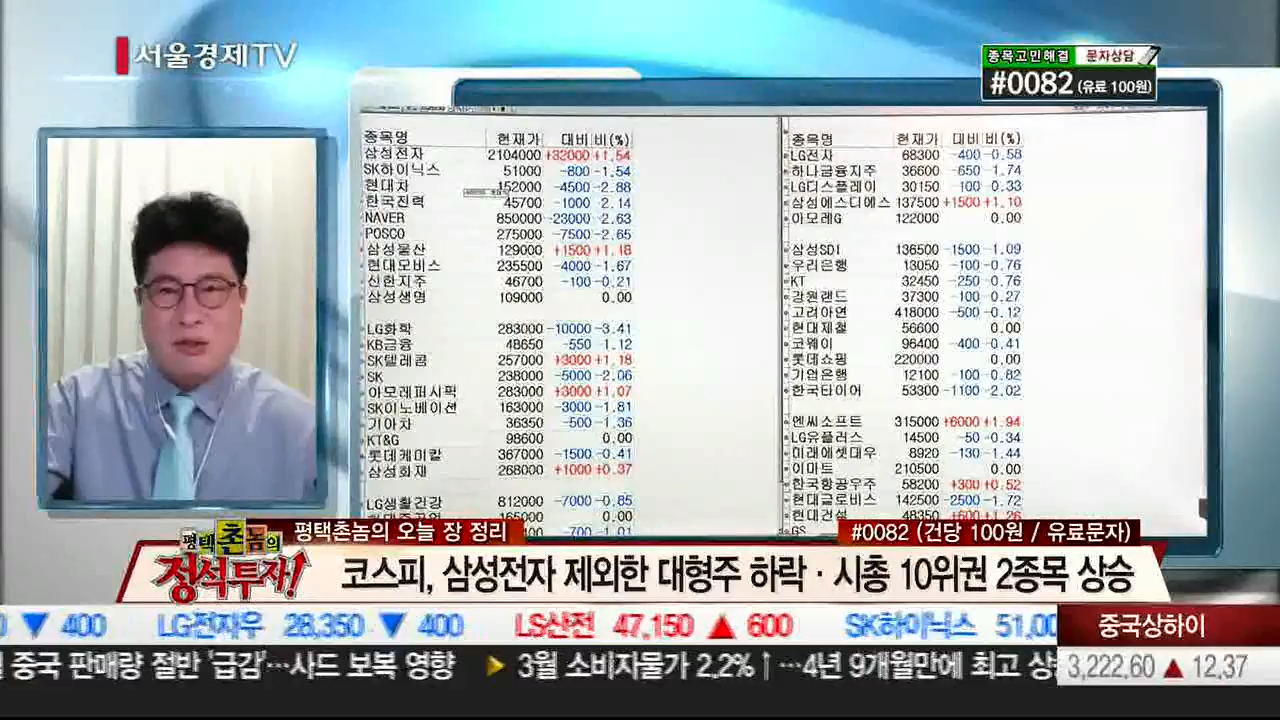 서울경제TV
종목고민해결 문자상담
#0082 (유료 100원)
종목명 현재가 대비 비(%)
삼성전자 2104000 +32000 +1.54
SK하이닉스 51000 -800 -1.54
현대차 152000 -4500 -2.88
한국전력 45700 -1000 2.14
NAVER 850000 -23000 -2.63
POSCO 275000 -7500 -2.65
삼성물산 129000 +1500 +1.18
현대모비스 235500 -4000 -1.67
신한지주 46700 -100 -0.21
삼성생명 109000 0.00
LG화학 283000 -10000 -3.41
KB금융 48650 -550 1.12
SK텔레콤 257000 +3000 +1.18
SK 238000 -5000 -2.06
아모레퍼시픽 283000 +3000 +1.07
SK이노베이션 163000 -3000 -1.81
기아차 36350 -500 -1.36
KT&G 98600 0.00
롯데케미칼 367000 -1500 -0.41
삼성화재 268000 +1000 +0.37
LG생활건강 812000 -7000 -0.85
165000 0.00
-700 -1.01
종목명 현재가 대비 비(%)
LG전자 68300 -400 -0.58
하나금융지주 36600 -650 -1.74
LG디스플레이 30150 -100 -0.33
삼성에스디에스 137500 +1500 +1.10
아모레G 122000 0.00
삼성SDI 136500 -1500 -1.09
우리은행 13050 -100 -0.76
KT 32450 -250 -0.76
강원랜드 37300 -100 -0.27
고려아연 418000 -500 -0.12
현대제철 56600 0.00
코웨이 96400 -400 -0.41
롯데쇼핑 220000 0.00
기업은행 12100 -100 -0.82
한국타이어 53300 -1100 -2.02
엔씨소프트 315000 +6000 +1.94
LG유플러스 14500 -50 -0.34
미래에셋대우 8920 -130 -1.44
이마트 210500 0.00
한국항공우주 58200 +300 +0.52
현대글로비스 142500 -2500 -1.72
현대건설 48350 +600 +1.26
GS
평택촌놈의 정석투자!
평택촌놈의 오늘 장 정리
#0082 (건당 100원 / 유료문자)
코스피, 삼성전자 제외한 대형주 하락 · 시총 10위권 2종목 상승
0 ▼ 400 LG전자우 28,350 ▼ 400 LS산전 47,150 ▲ 600 SK하이닉스 51,00
중국상하이
중국 판매량 절반 '급감'…사드 보복 영향 ▶ 3월 소비자물가 2.2%↑…4년 9개월만에 최고 상
3,222.60 ▲ 12.37